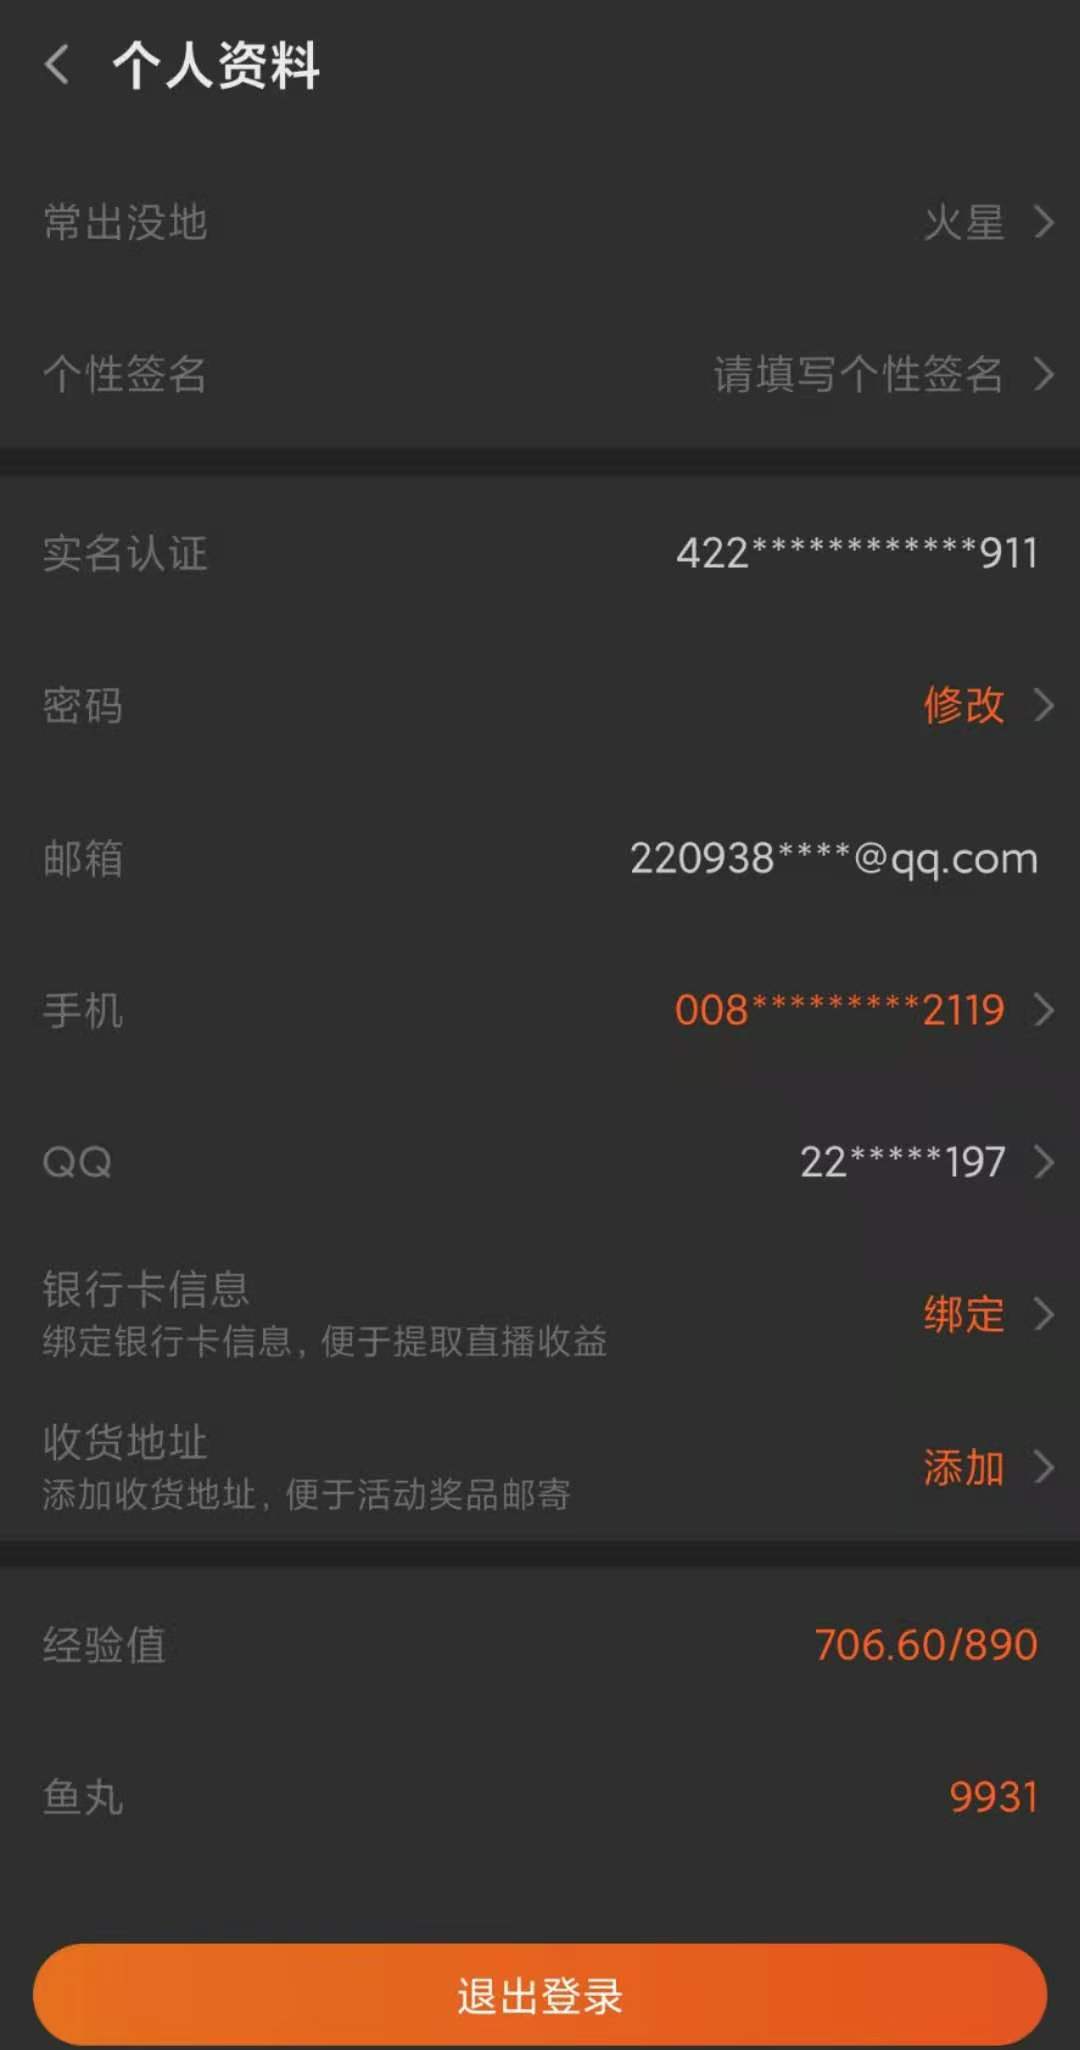 个人资料
常出没地 火星
个性签名 请填写个性签名
实名认证 422************911
密码 修改
邮箱 220938****@qq.com
手机 008*********2119
QQ 22*****197
银行卡信息
绑定银行卡信息，便于提取直播收益 绑定
收货地址
添加收货地址，便于活动奖品邮寄 添加
经验值 706.60/890
鱼丸 9931
退出登录